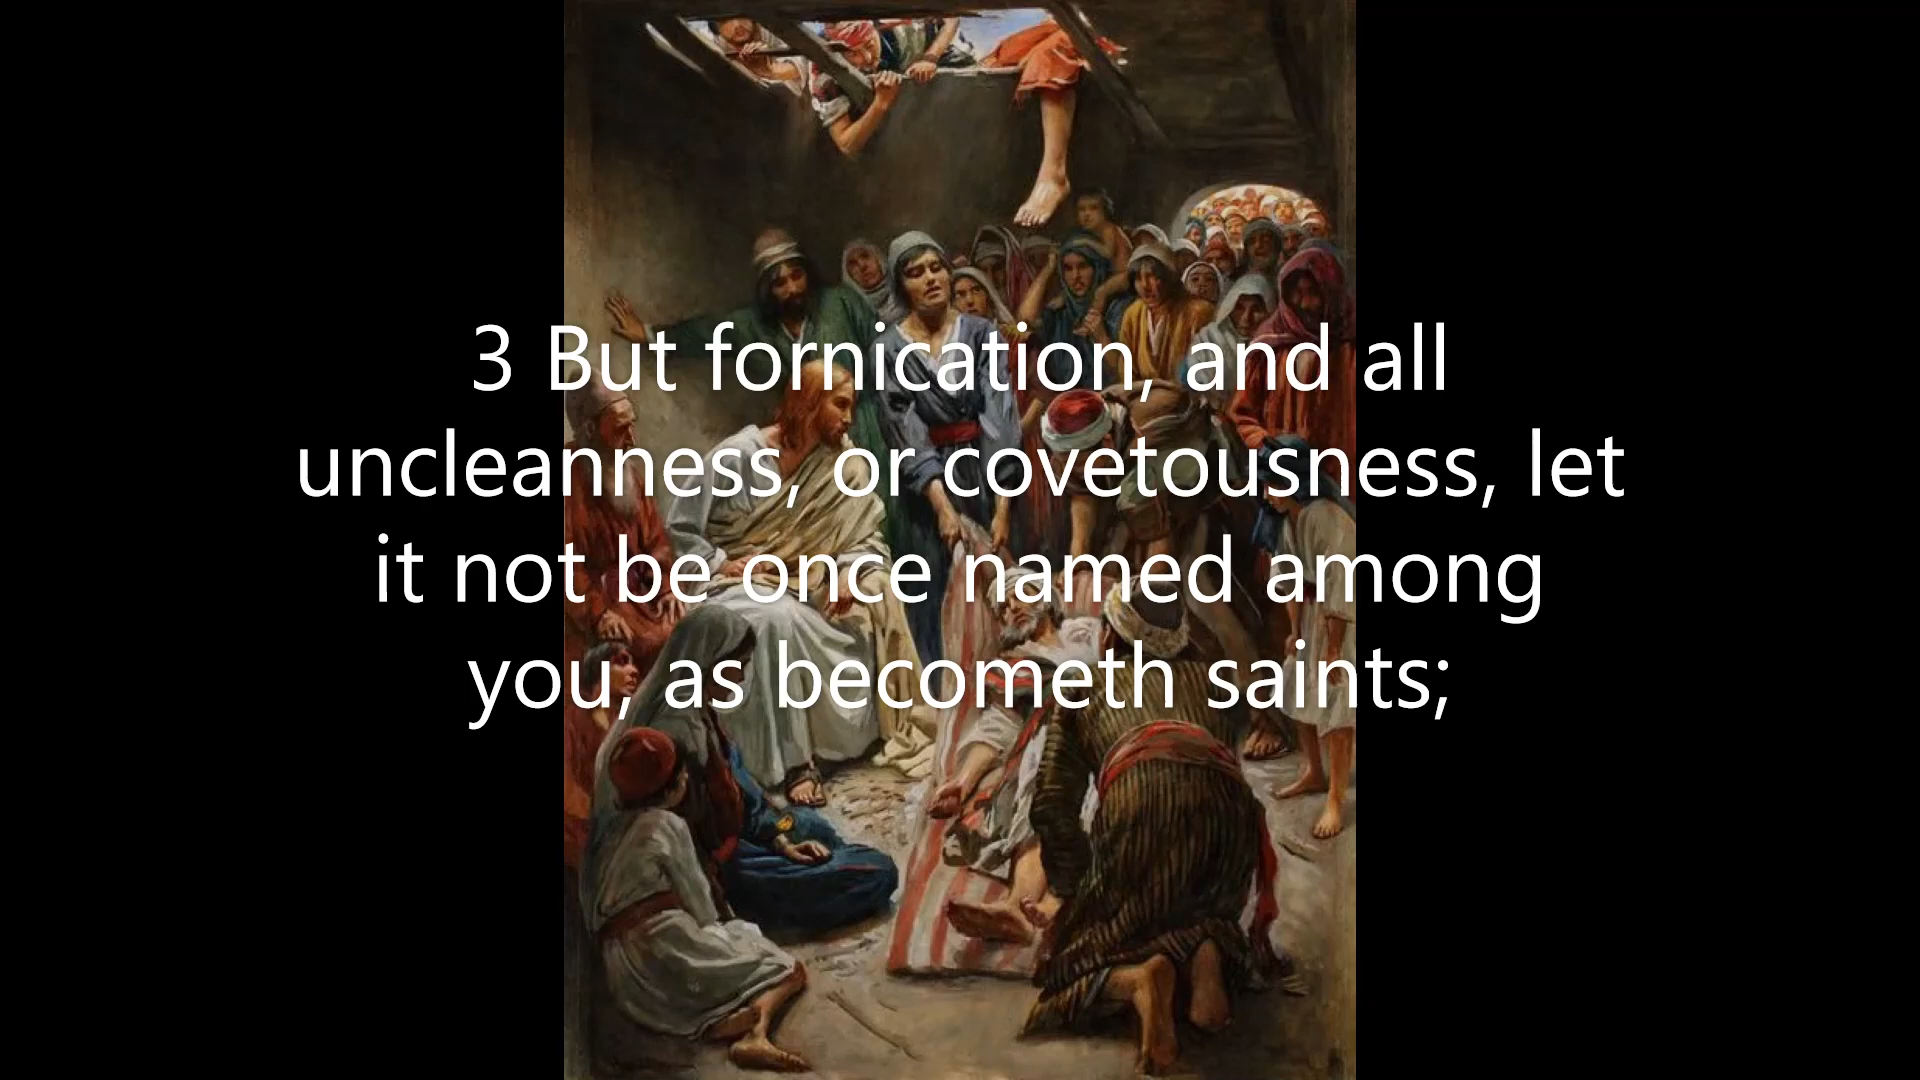 3 But fornication, and all
uncleanness, or covetousness, let
it not be once named among
you, as becometh saints;